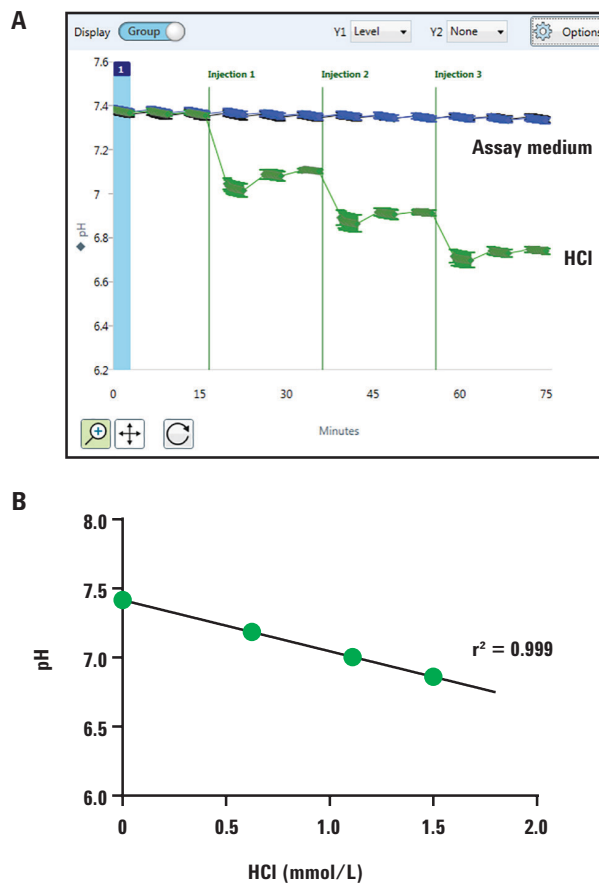 A
Display Group Y1 Level Y2 None Options
7.6
1
Injection 1 Injection 2 Injection 3
7.4
Assay medium
7.2
7
pH
6.8
HCl
6.6
6.4
6.2
0 15 30 45 60 75
Minutes
B
8.0
7.5
r² = 0.999
pH
7.0
6.5
6.0
0 0.5 1.0 1.5 2.0
HCl (mmol/L)